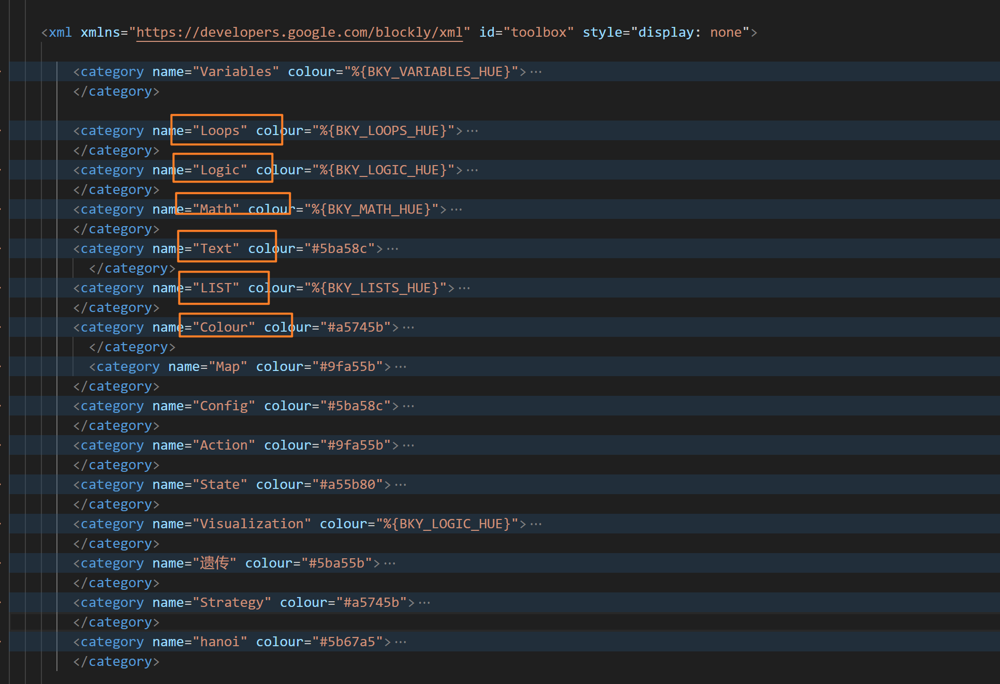 <xml xmlns="https://developers.google.com/blockly/xml" id="toolbox" style="display: none">
<category name="Variables" colour="%{BKY_VARIABLES_HUE}">···
</category>
<category name="Loops" colour="%{BKY_LOOPS_HUE}">···
</category>
<category name="Logic" colour="%{BKY_LOGIC_HUE}">···
</category>
<category name="Math" colour="%{BKY_MATH_HUE}">···
</category>
<category name="Text" colour="#5ba58c">···
</category>
<category name="LIST" colour="%{BKY_LISTS_HUE}">···
</category>
<category name="Colour" colour="#a5745b">···
</category>
<category name="Map" colour="#9fa55b">···
</category>
<category name="Config" colour="#5ba58c">···
</category>
<category name="Action" colour="#9fa55b">···
</category>
<category name="State" colour="#a55b80">···
</category>
<category name="Visualization" colour="%{BKY_LOGIC_HUE}">···
</category>
<category name="遗传" colour="#5ba55b">···
</category>
<category name="Strategy" colour="#a5745b">···
</category>
<category name="hanoi" colour="#5b67a5">···
</category>